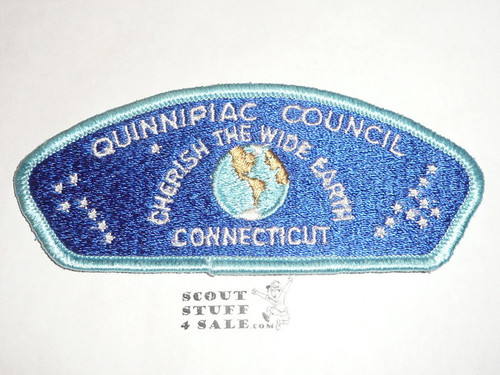 QUINNIPIAC COUNCIL
CHERISH THE WIDE EARTH
CONNECTICUT
SCOUT
STUFF
4 SALE.COM